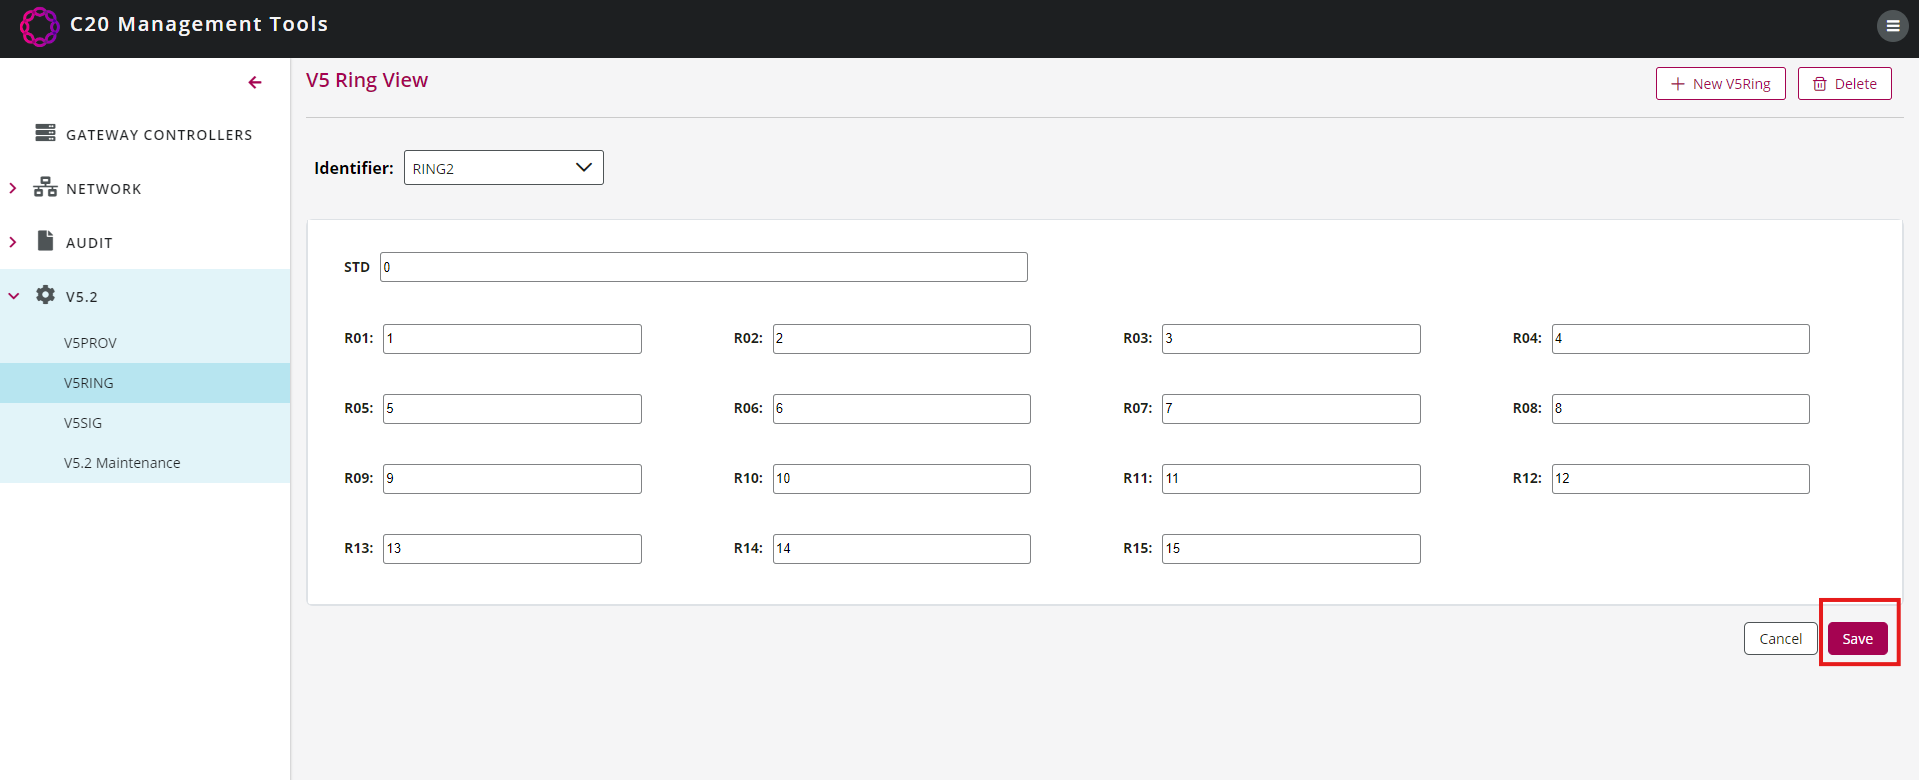 C20 Management Tools
V5 Ring View
New V5Ring
Delete
GATEWAY CONTROLLERS
NETWORK
AUDIT
V5.2
V5PROV
V5RING
V5SIG
V5.2 Maintenance
Identifier: RING2
STD 0
R01: 1 R02: 2 R03: 3 R04: 4
R05: 5 R06: 6 R07: 7 R08: 8
R09: 9 R10: 10 R11: 11 R12: 12
R13: 13 R14: 14 R15: 15
Cancel Save